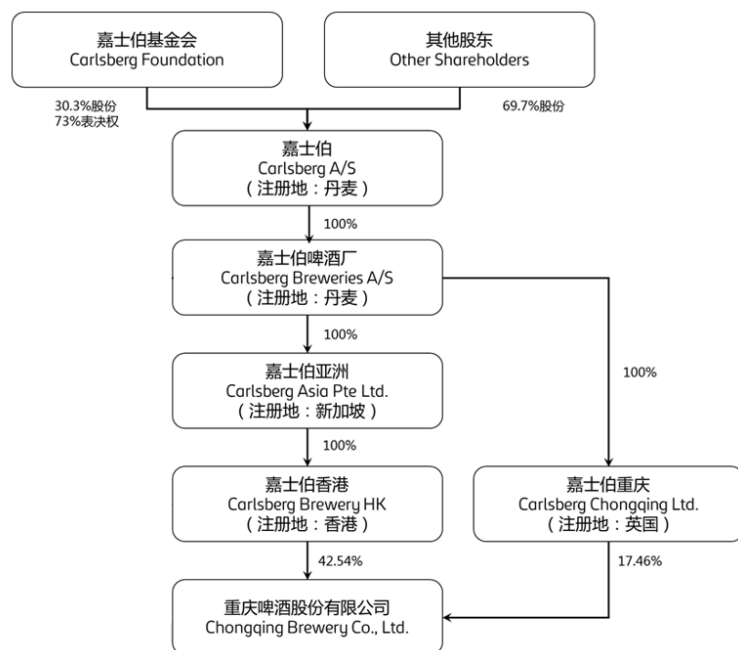 嘉士伯基金会
Carlsberg Foundation
其他股东
Other Shareholders
30.3%股份
73%表决权
69.7%股份
嘉士伯
Carlsberg A/S
（注册地：丹麦）
100%
嘉士伯啤酒厂
Carlsberg Breweries A/S
（注册地：丹麦）
100%
嘉士伯亚洲
Carlsberg Asia Pte Ltd.
（注册地：新加坡）
100%
100%
嘉士伯香港
Carlsberg Brewery HK
（注册地：香港）
嘉士伯重庆
Carlsberg Chongqing Ltd.
（注册地：英国）
42.54%
17.46%
重庆啤酒股份有限公司
Chongqing Brewery Co., Ltd.